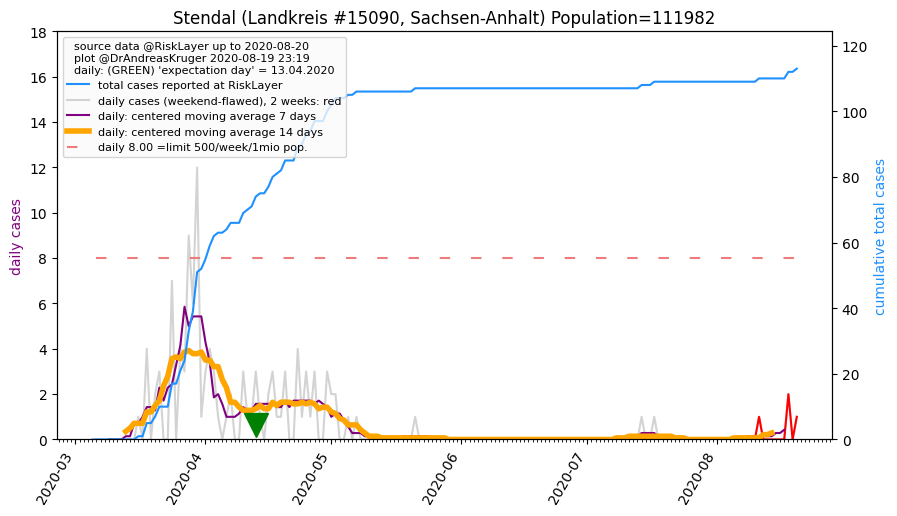 Stendal (Landkreis #15090, Sachsen-Anhalt) Population=111982
source data @RiskLayer up to 2020-08-20
plot @DrAndreasKruger 2020-08-19 23:19
daily: (GREEN) 'expectation day' = 13.04.2020
total cases reported at RiskLayer
daily cases (weekend-flawed), 2 weeks: red
daily: centered moving average 7 days
daily: centered moving average 14 days
daily 8.00 =limit 500/week/1mio pop.
daily cases
18
16
14
12
10
8
6
4
2
0
cumulative total cases
120
100
80
60
40
20
0
2020-03
2020-04
2020-05
2020-06
2020-07
2020-08